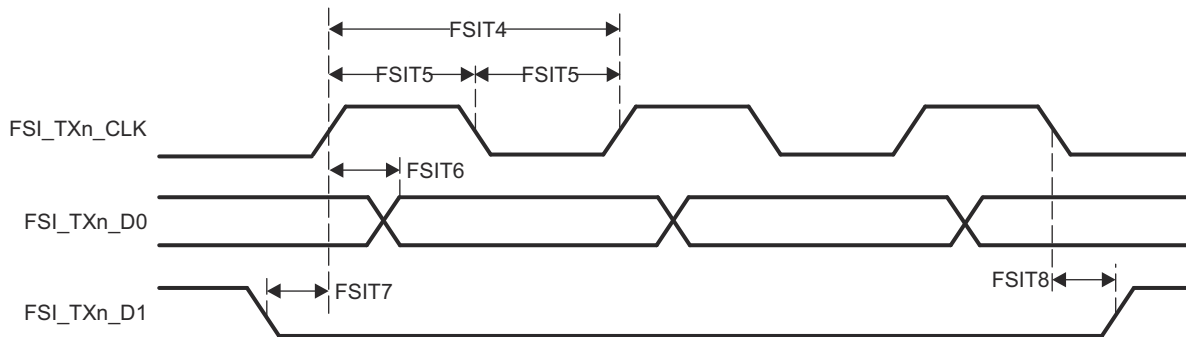 FSIT4
FSIT5 FSIT5
FSI_TXn_CLK
FSIT6
FSI_TXn_D0
FSIT7 FSIT8
FSI_TXn_D1